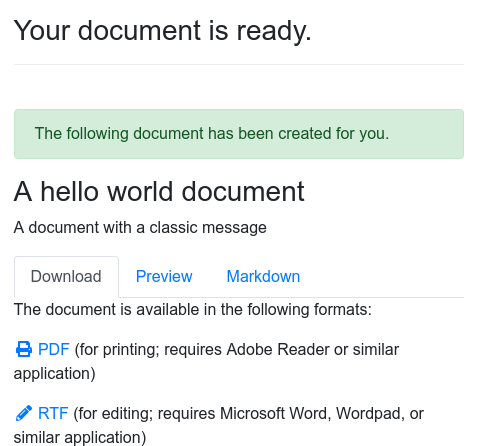 Your document is ready.
The following document has been created for you.
A hello world document
A document with a classic message
Download Preview Markdown
The document is available in the following formats:
PDF (for printing; requires Adobe Reader or similar
application)
RTF (for editing; requires Microsoft Word, Wordpad, or
similar application)